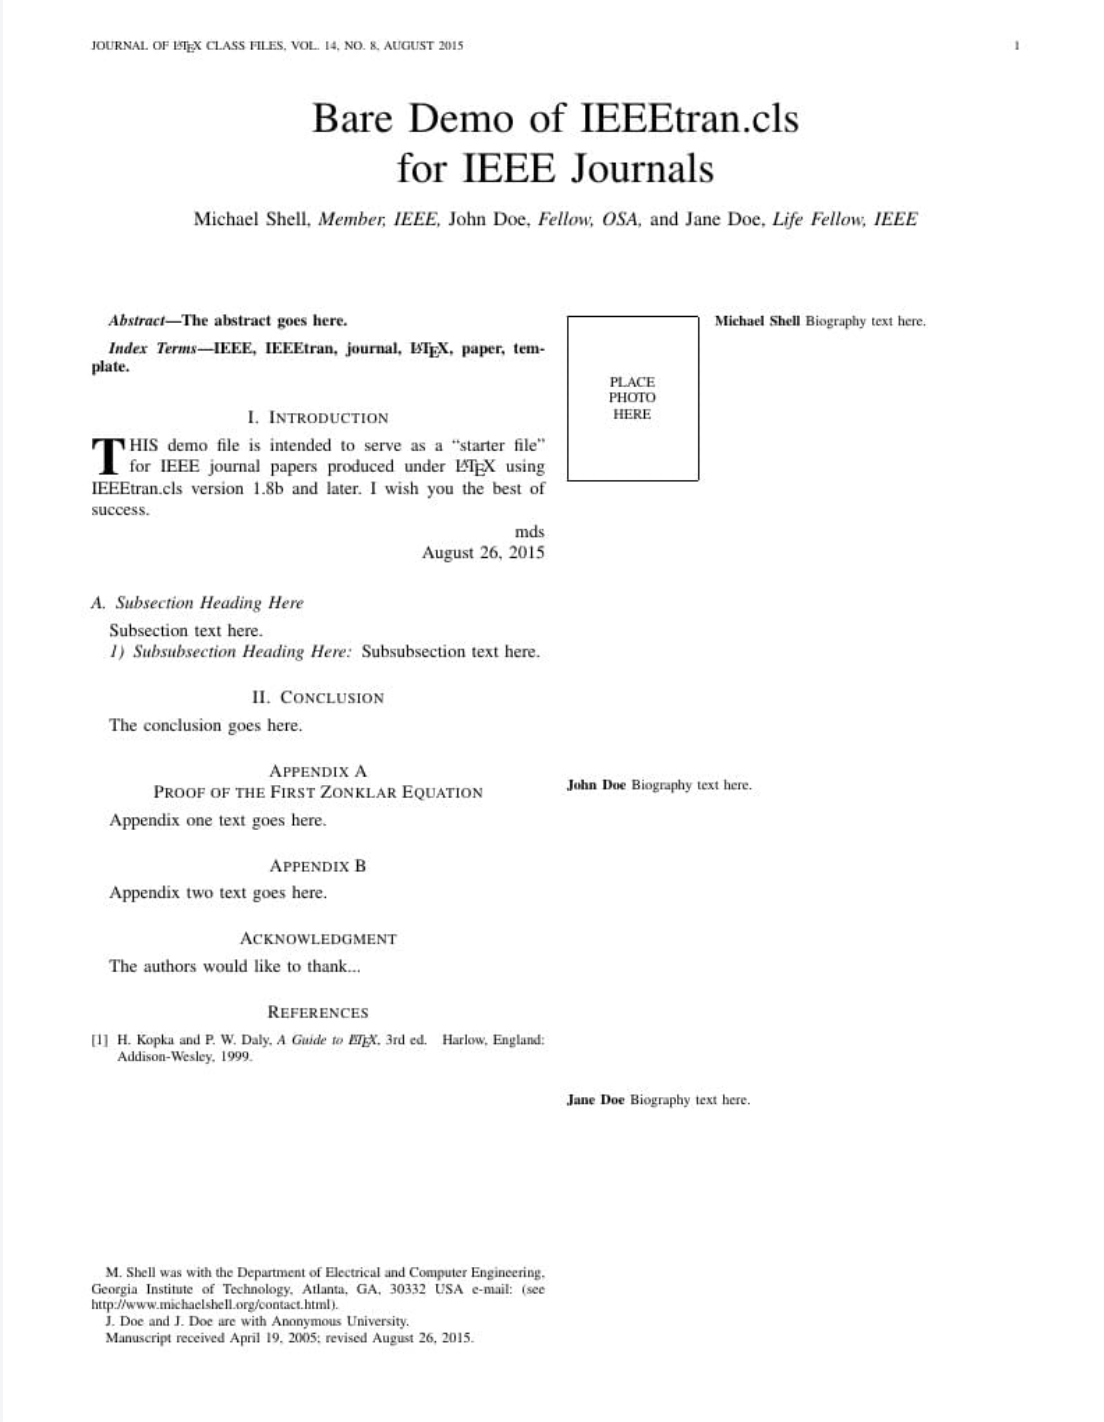 JOURNAL OF LATEX CLASS FILES, VOL. 14, NO. 8, AUGUST 2015 1
Bare Demo of IEEEtran.cls
for IEEE Journals
Michael Shell, Member, IEEE, John Doe, Fellow, OSA, and Jane Doe, Life Fellow, IEEE
Abstract—The abstract goes here.
Index Terms—IEEE, IEEEtran, journal, LATEX, paper, tem-
plate.
I. INTRODUCTION
THIS demo file is intended to serve as a “starter file”
for IEEE journal papers produced under LATEX using
IEEEtran.cls version 1.8b and later. I wish you the best of
success.
mds
August 26, 2015
A. Subsection Heading Here
Subsection text here.
1) Subsubsection Heading Here: Subsubsection text here.
II. CONCLUSION
The conclusion goes here.
APPENDIX A
PROOF OF THE FIRST ZONKLAR EQUATION
Appendix one text goes here.
APPENDIX B
Appendix two text goes here.
ACKNOWLEDGMENT
The authors would like to thank...
REFERENCES
[1] H. Kopka and P. W. Daly, A Guide to LATEX, 3rd ed. Harlow, England:
Addison-Wesley, 1999.
M. Shell was with the Department of Electrical and Computer Engineering,
Georgia Institute of Technology, Atlanta, GA, 30332 USA e-mail: (see
http://www.michaelshell.org/contact.html).
J. Doe and J. Doe are with Anonymous University.
Manuscript received April 19, 2005; revised August 26, 2015.
PLACE
PHOTO
HERE
Michael Shell Biography text here.
John Doe Biography text here.
Jane Doe Biography text here.